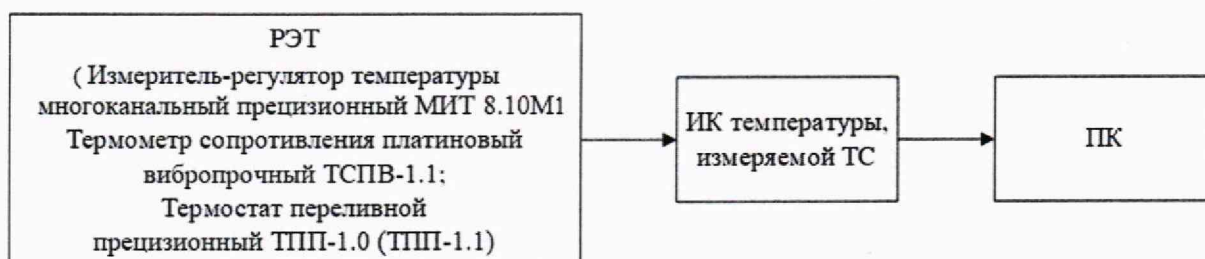 РЭТ
( Измеритель-регулятор температуры
многоканальный прецизионный МИТ 8.10М1
Термометр сопротивления платиновый
вибропрочный ТСПВ-1.1;
Термостат переливной
прецизионный ТПП-1.0 (ТПП-1.1)
ИК температуры,
измеряемой ТС
ПК